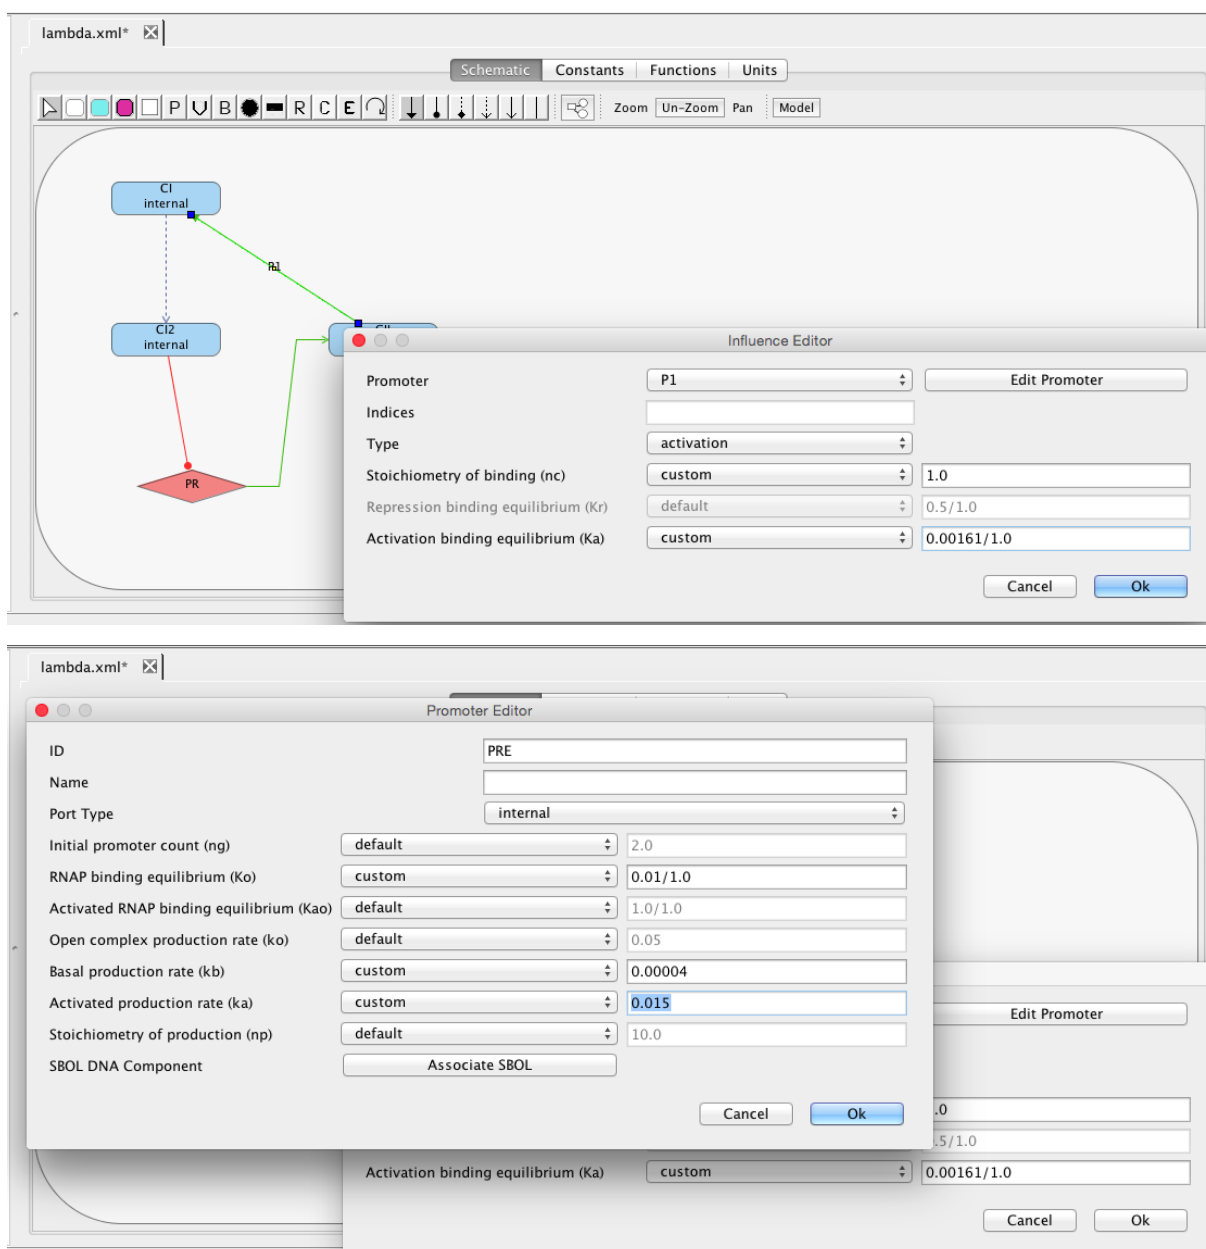 lambda.xml*
Schematic Constants Functions Units
P V B R C E Zoom Un-Zoom Pan Model
CI
internal
P1
CI2
internal
CII
PR
Influence Editor
Promoter P1 Edit Promoter
Indices
Type activation
Stoichiometry of binding (nc) custom 1.0
Repression binding equilibrium (Kr) default 0.5/1.0
Activation binding equilibrium (Ka) custom 0.00161/1.0
Cancel Ok
lambda.xml*
Promoter Editor
ID PRE
Name
Port Type internal
Initial promoter count (ng) default 2.0
RNAP binding equilibrium (Ko) custom 0.01/1.0
Activated RNAP binding equilibrium (Kao) default 1.0/1.0
Open complex production rate (ko) default 0.05
Basal production rate (kb) custom 0.00004
Activated production rate (ka) custom 0.015
Edit Promoter
Stoichiometry of production (np) default 10.0
SBOL DNA Component Associate SBOL
Cancel Ok
.0
.5/1.0
Activation binding equilibrium (Ka) custom 0.00161/1.0
Cancel Ok